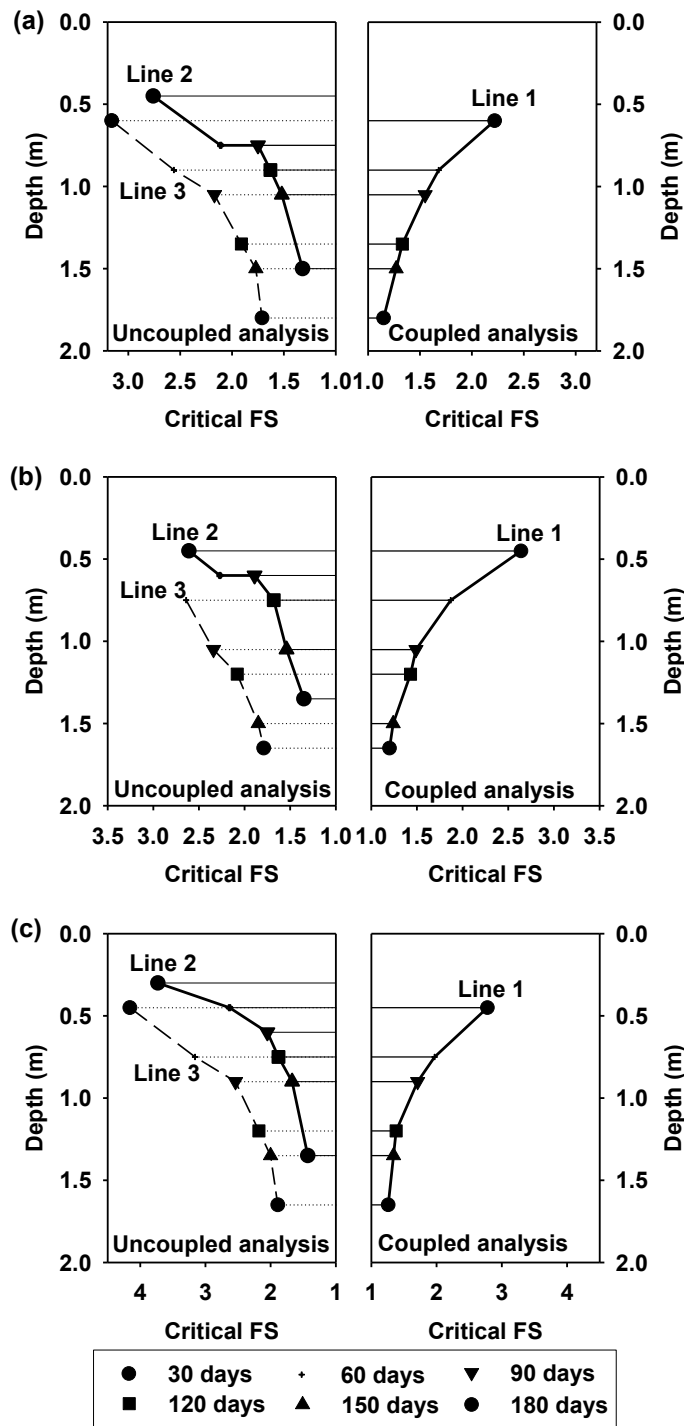 (a)
0.0 0.0
Line 2
0.5 Line 1 0.5
Line 3
1.0 1.0
1.5 1.5
Uncoupled analysis Coupled analysis
2.0 2.0
3.0 2.5 2.0 1.5 1.0 1.0 1.5 2.0 2.5 3.0
Critical FS Critical FS
Depth (m) Depth (m)
(b)
0.0 0.0
Line 2 Line 1
0.5 0.5
Line 3
1.0 1.0
1.5 1.5
Uncoupled analysis Coupled analysis
2.0 2.0
3.5 3.0 2.5 2.0 1.5 1.0 1.0 1.5 2.0 2.5 3.0 3.5
Critical FS Critical FS
Depth (m) Depth (m)
(c)
0.0 0.0
Line 2
Line 1
0.5 0.5
Line 3
1.0 1.0
1.5 1.5
Uncoupled analysis Coupled analysis
2.0 2.0
4 3 2 1 1 2 3 4
Critical FS Critical FS
Depth (m) Depth (m)
30 days 60 days 90 days
120 days 150 days 180 days